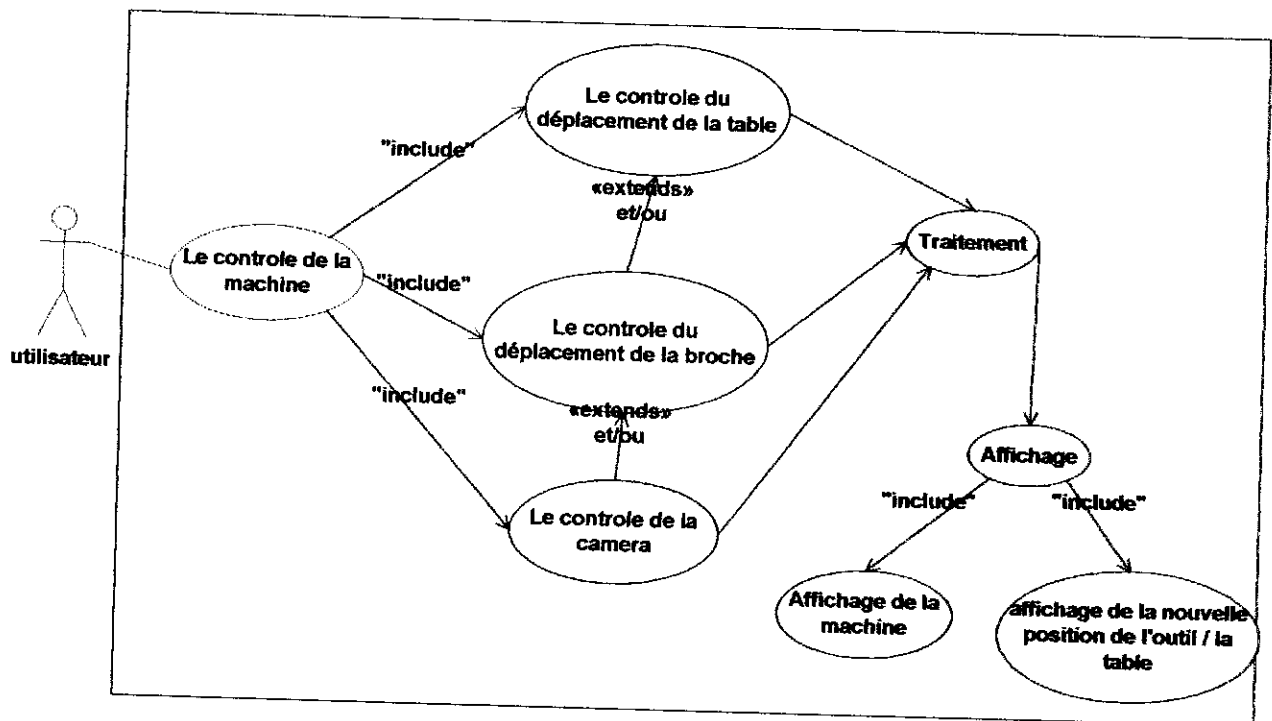 Le controle du
déplacement de la table
"include"
«extends»
et/ou
Traitement
Le controle de la
machine
"include"
utilisateur
Le controle du
déplacement de la broche
"include"
«extends»
et/ou
Affichage
Le controle de la
camera
"include"
"include"
Affichage de la
machine
affichage de la nouvelle
position de l'outil / la
table